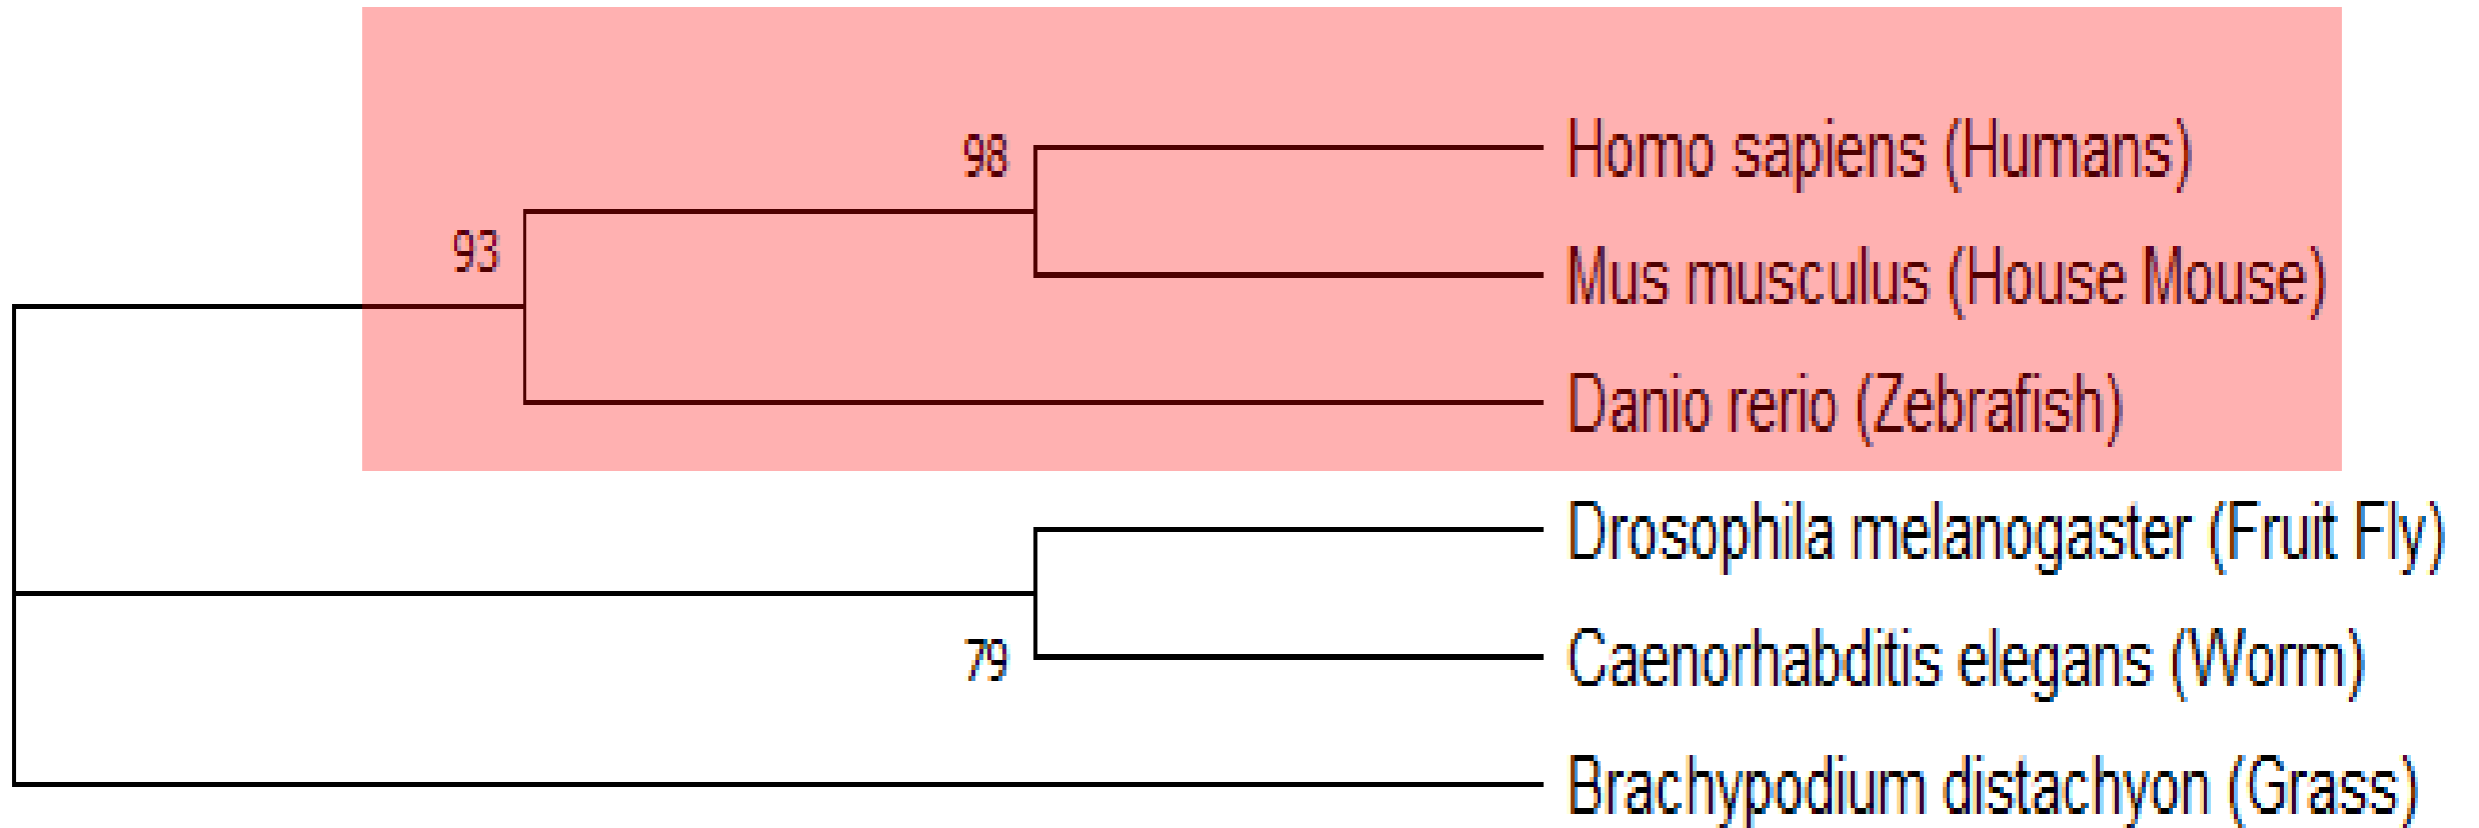 98
Homo sapiens (Humans)
93
Mus musculus (House Mouse)
Danio rerio (Zebrafish)
Drosophila melanogaster (Fruit Fly)
79
Caenorhabditis elegans (Worm)
Brachypodium distachyon (Grass)